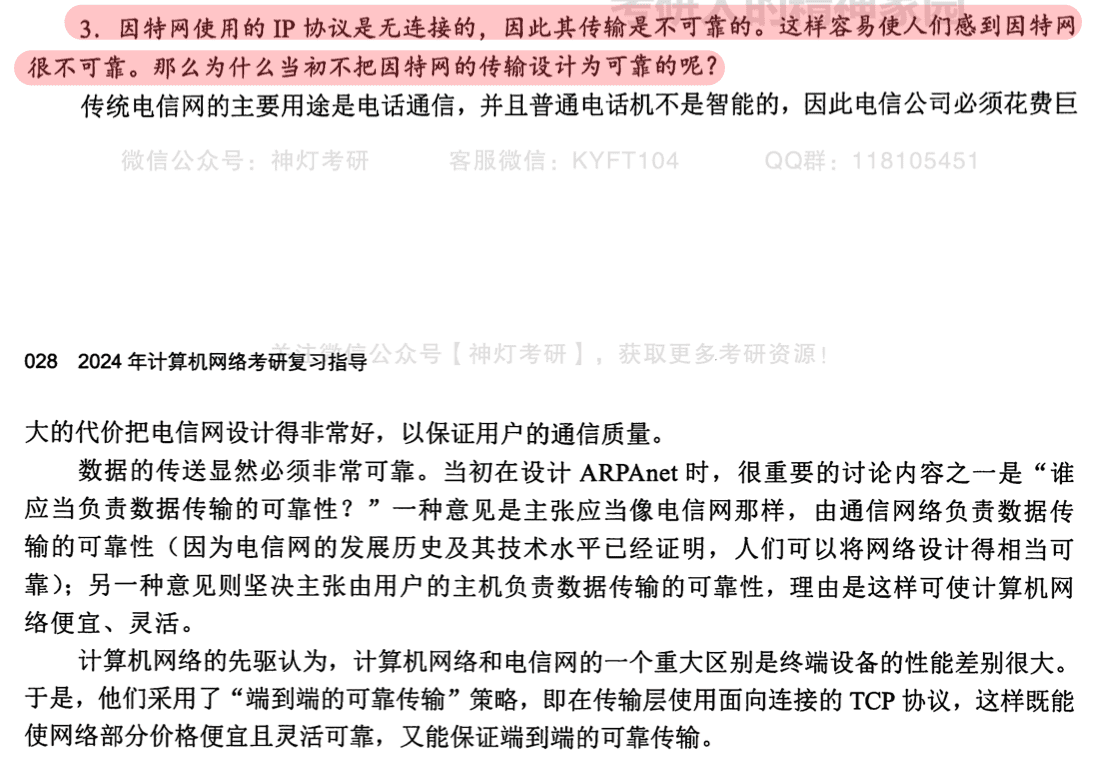 考研人的精神家园
3．因特网使用的 IP 协议是无连接的，因此其传输是不可靠的。这样容易使人们感到因特网
很不可靠。那么为什么当初不把因特网的传输设计为可靠的呢？
传统电信网的主要用途是电话通信，并且普通电话机不是智能的，因此电信公司必须花费巨
微信公众号：神灯考研 客服微信：KYFT104 QQ群：118105451
028 2024 年计算机网络考研复习指导
关注微信公众号【神灯考研】，获取更多考研资源！
大的代价把电信网设计得非常好，以保证用户的通信质量。
数据的传送显然必须非常可靠。当初在设计 ARPAnet 时，很重要的讨论内容之一是“谁
应当负责数据传输的可靠性？”一种意见是主张应当像电信网那样，由通信网络负责数据传
输的可靠性（因为电信网的发展历史及其技术水平已经证明，人们可以将网络设计得相当可
靠）；另一种意见则坚决主张由用户的主机负责数据传输的可靠性，理由是这样可使计算机网
络便宜、灵活。
计算机网络的先驱认为，计算机网络和电信网的一个重大区别是终端设备的性能差别很大。
于是，他们采用了“端到端的可靠传输”策略，即在传输层使用面向连接的 TCP 协议，这样既能
使网络部分价格便宜且灵活可靠，又能保证端到端的可靠传输。